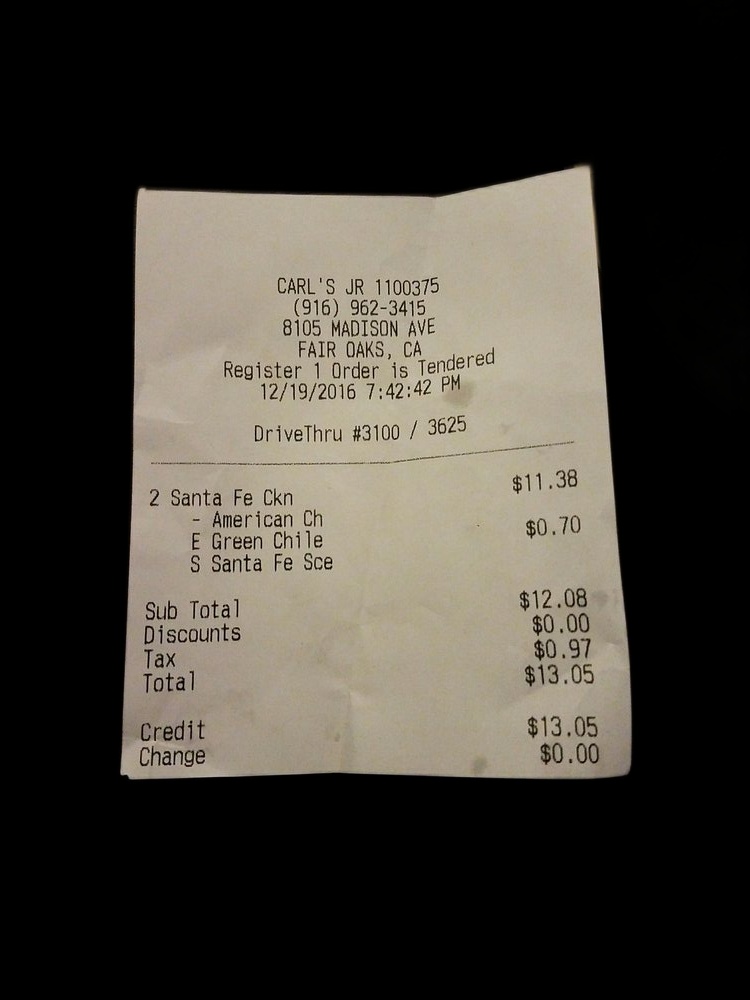 CARL'S JR 1100375
(916) 962-3415
8105 MADISON AVE
FAIR OAKS, CA
Register 1 Order is Tendered
12/19/2016 7:42:42 PM
DriveThru #3100 / 3625
2 Santa Fe Ckn $11.38
- American Ch
E Green Chile $0.70
S Santa Fe Sce
Sub Total $12.08
Discounts $0.00
Tax $0.97
Total $13.05
Credit $13.05
Change $0.00